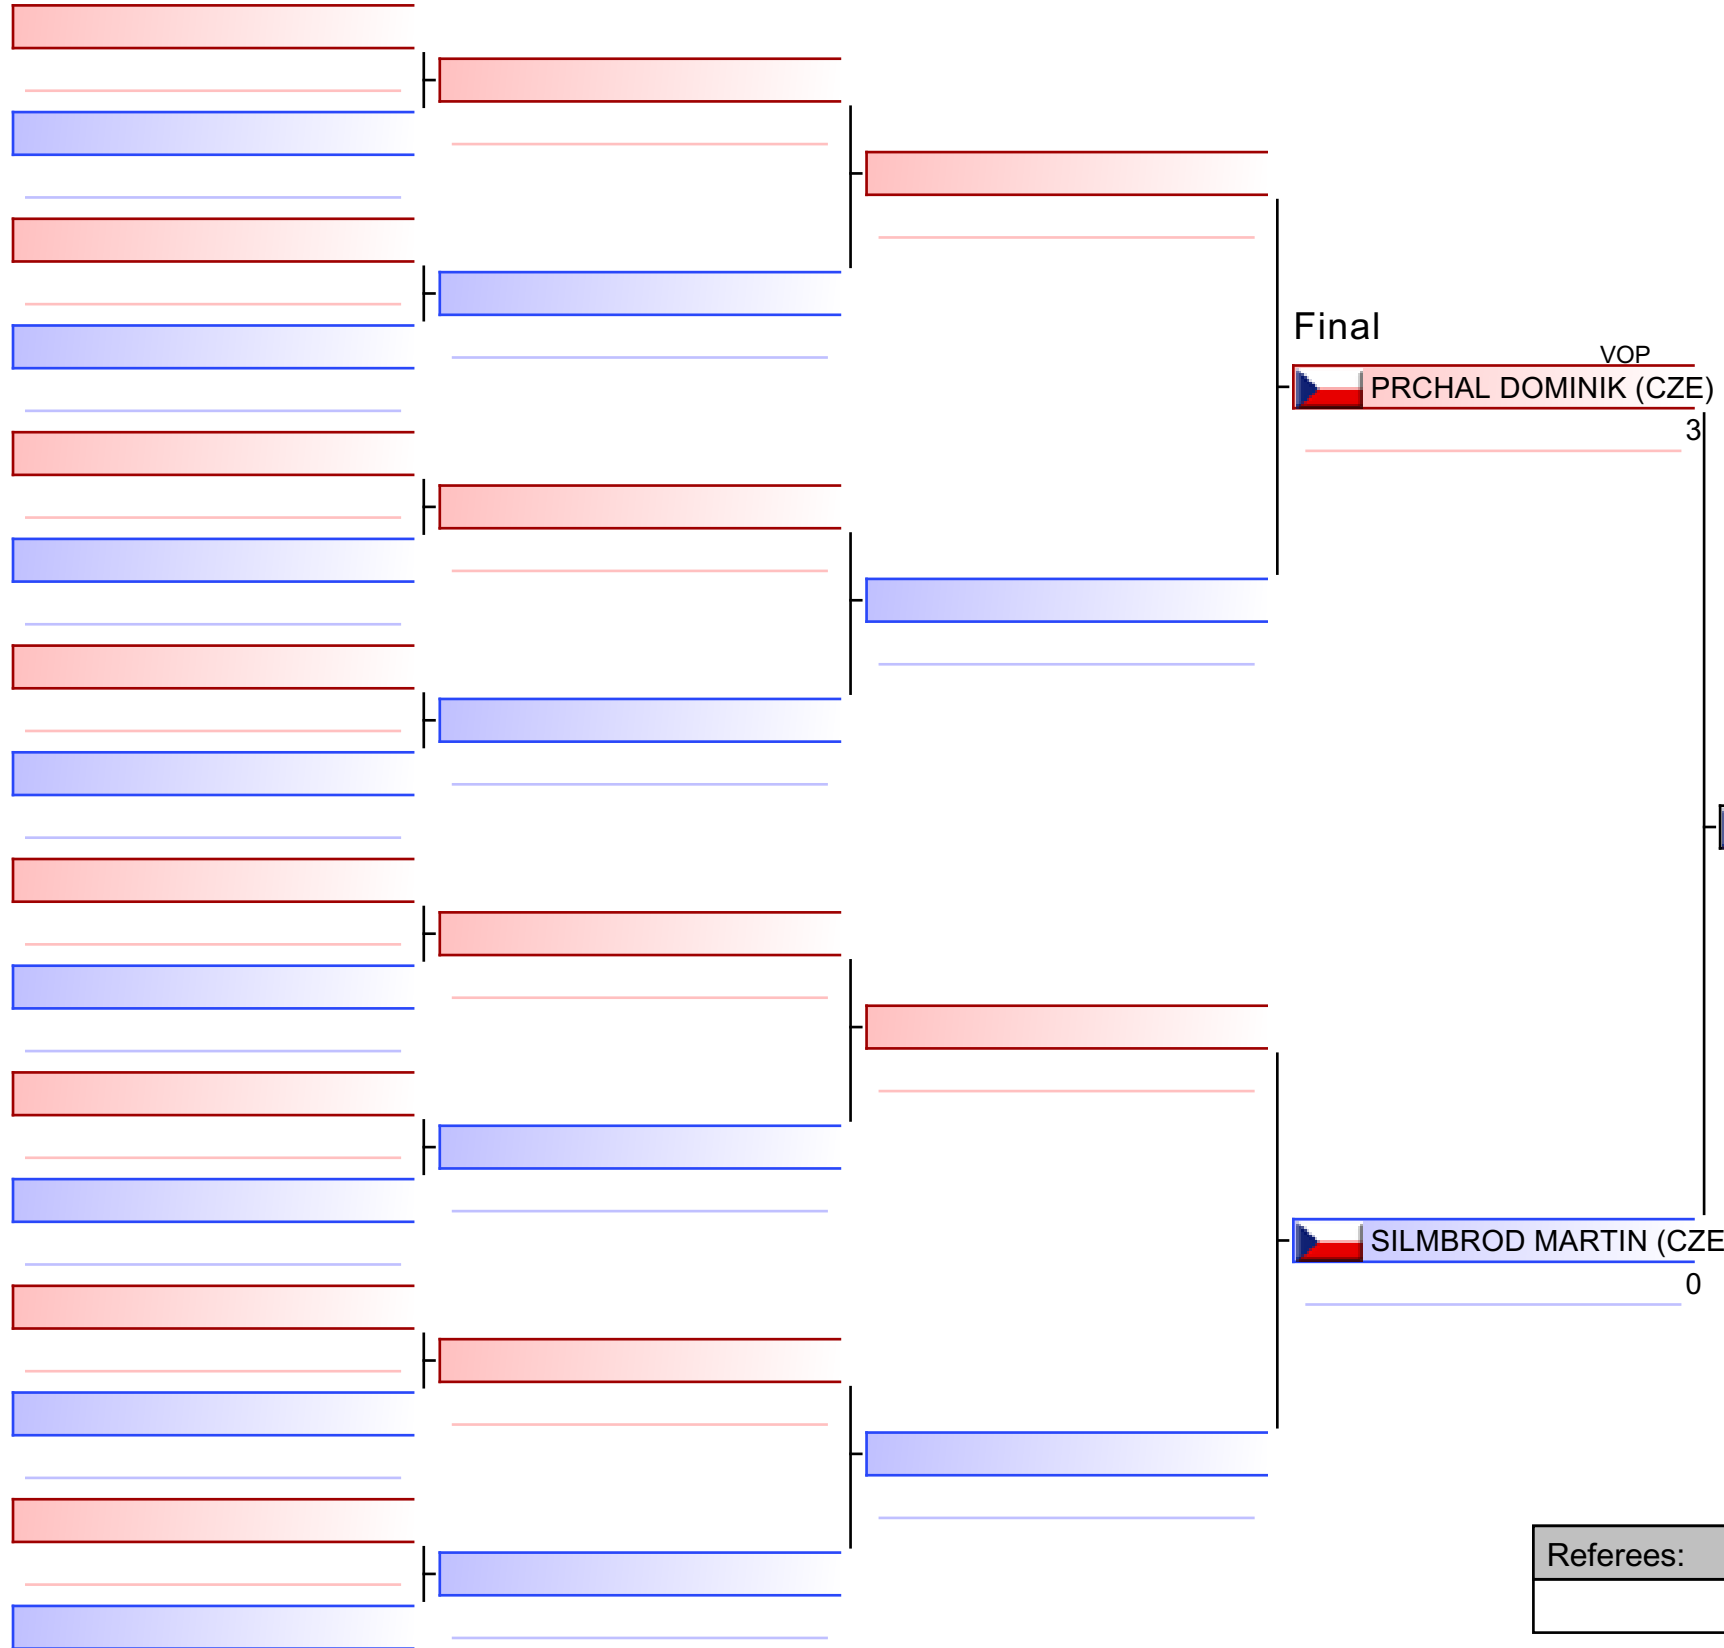 Final
VOP
PRCHAL DOMINIK (CZE)
3
SILMBROD MARTIN (CZE
0
Referees: